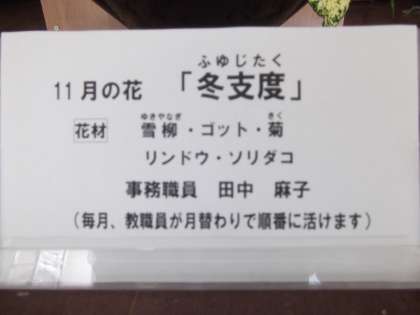 ふゆじたく
11月の花 「冬支度」
ゆきやなぎ きく
花材 雪柳・ゴット・菊
リンドウ・ソリダコ
事務職員 田中 麻子
（毎月、教職員が月替わりで順番に活けます）